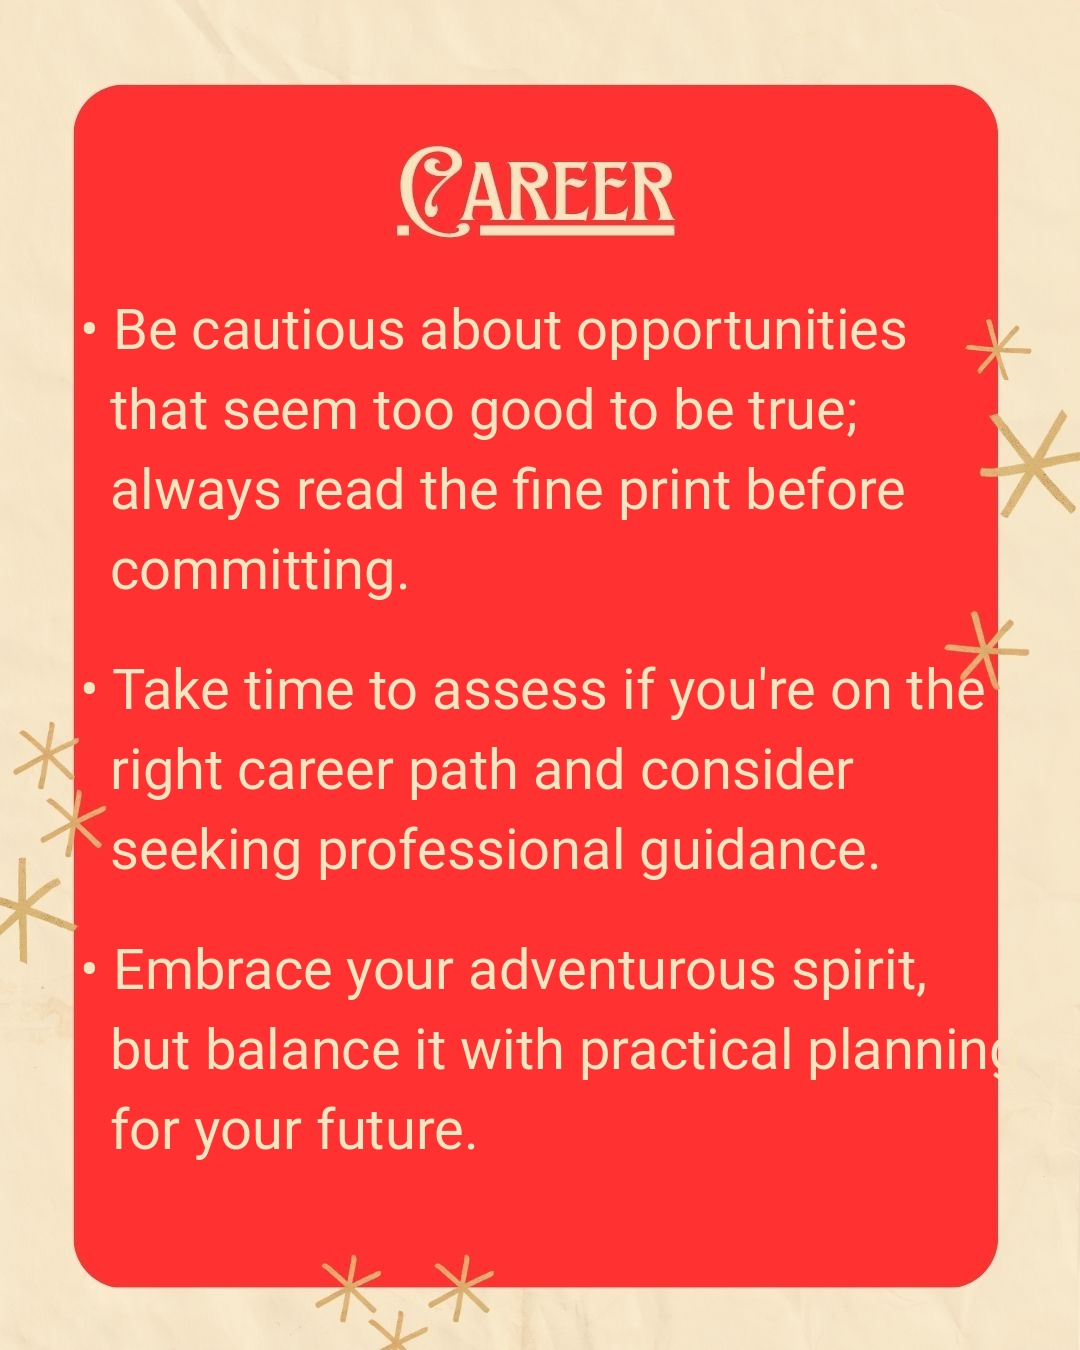 Career
• Be cautious about opportunities
that seem too good to be true;
always read the fine print before
committing.
• Take time to assess if you're on the
right career path and consider
seeking professional guidance.
• Embrace your adventurous spirit,
but balance it with practical planning
for your future.